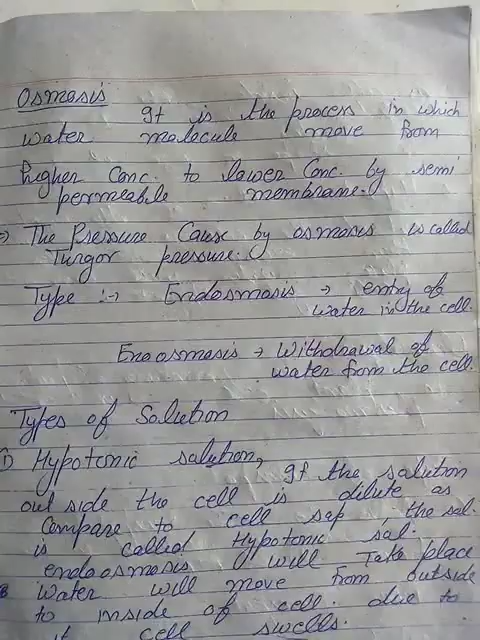 Osmosis
It is the process in which
water molecule move from
higher Conc. to lower Conc. by semi
permeable membrane.
=> The Pressure Cause by osmosis is called
Turgor pressure.
Type :-> Endosmosis → entry of
water in the cell.
Exoosmosis → Withdrawal of
water from the cell.
Types of Solution
1) Hypotonic solution, If the solution
out side the cell is dilute as
compare to cell sap, the sol.
is called Hypotonic sol.
endoosmosis will Take place
water will move from outside
to inside of cell. due to
it cell swells.